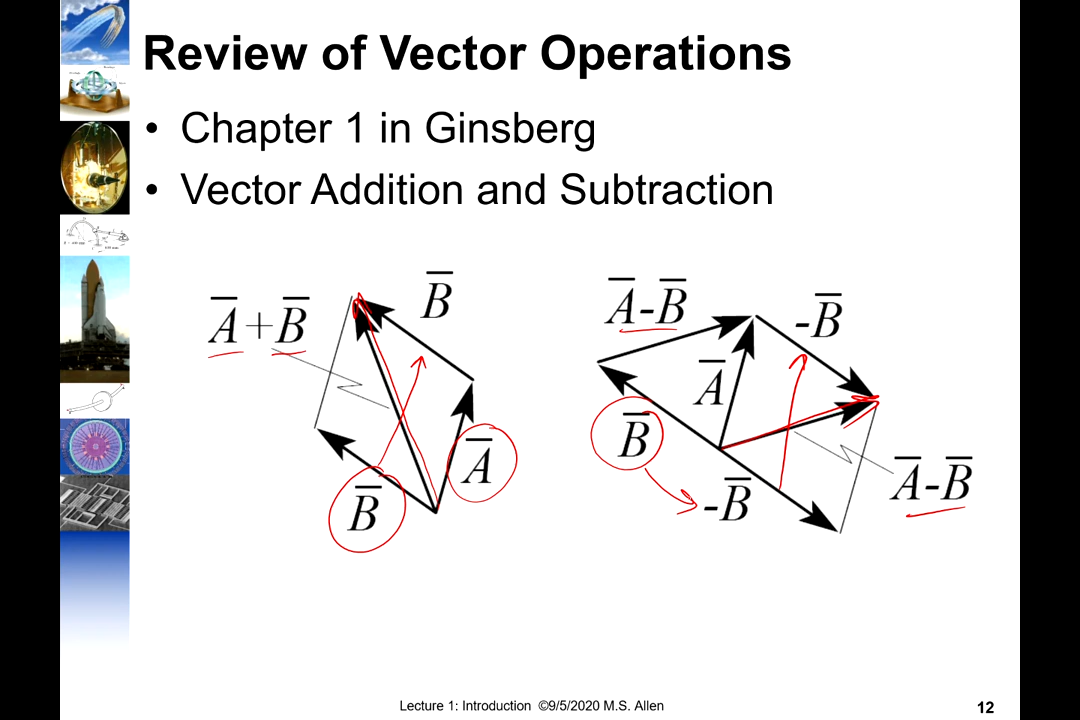 Review of Vector Operations
• Chapter 1 in Ginsberg
• Vector Addition and Subtraction
A̅+B̅
B̅
A̅
B̅
A̅-B̅
-B̅
A̅
B̅
-B̅
A̅-B̅
Lecture 1: Introduction ©9/5/2020 M.S. Allen
12